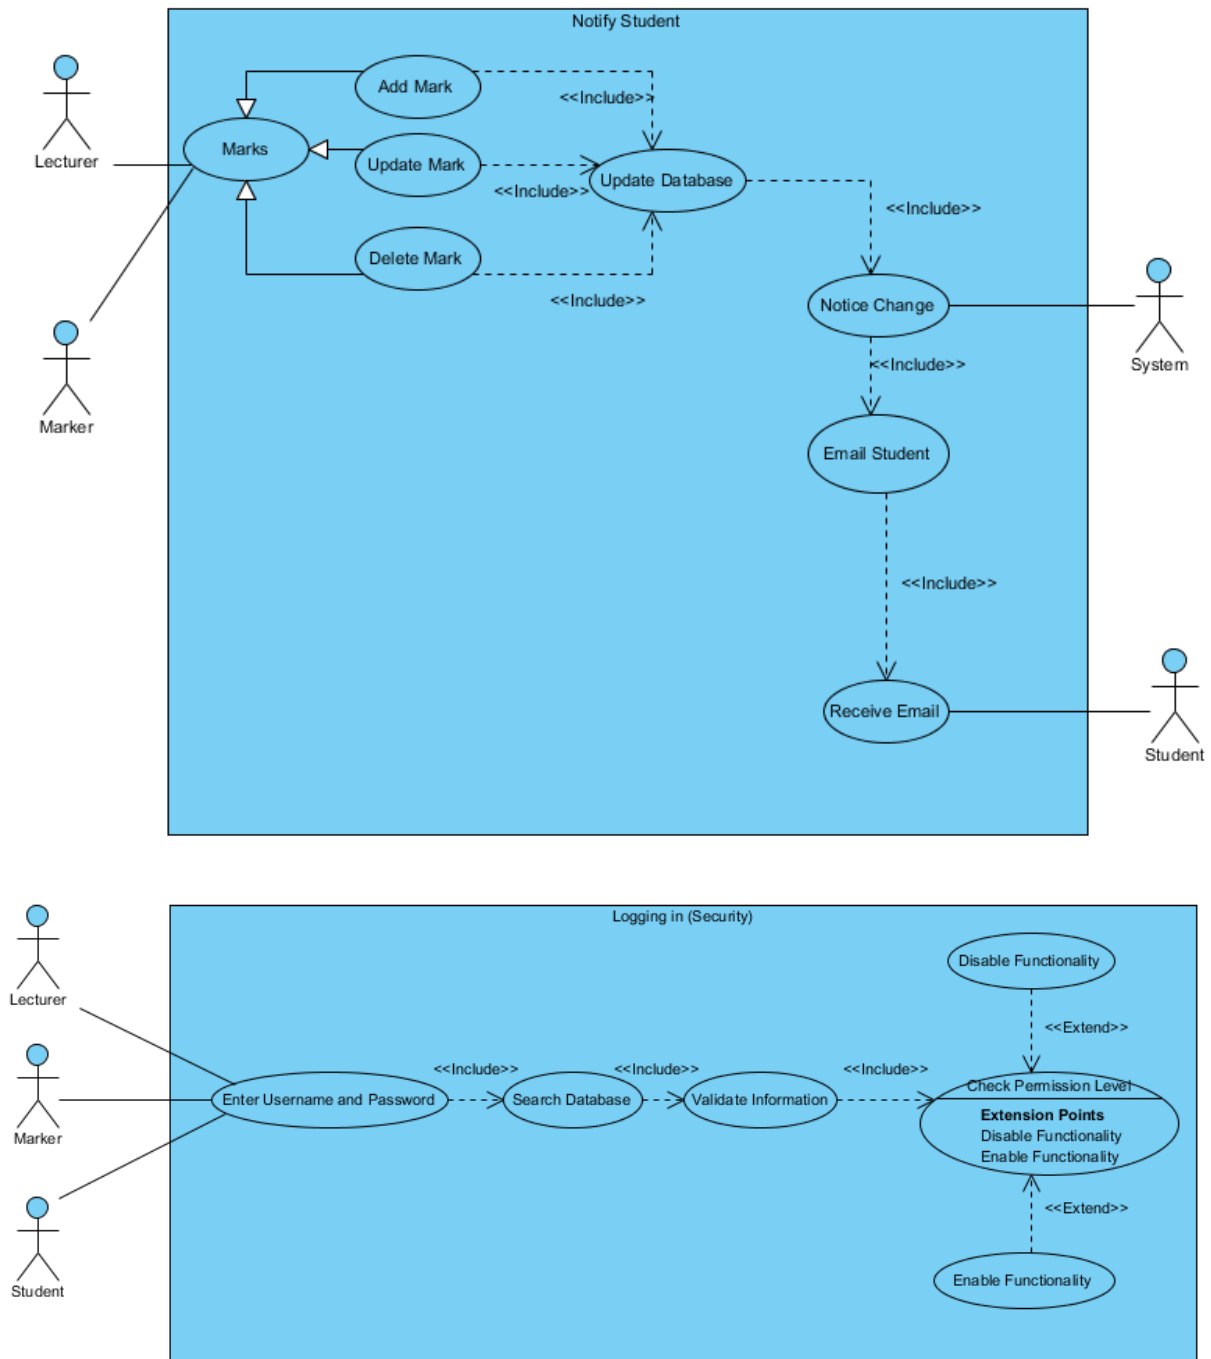 Notify Student
Add Mark
<<Include>>
Marks
Lecturer
Update Mark
Update Database
<<Include>>
<<Include>>
Delete Mark
<<Include>>
Notice Change
System
<<Include>>
Marker
Email Student
<<Include>>
Receive Email
Student
Logging in (Security)
Lecturer
Disable Functionality
<<Extend>>
<<Include>>
<<Include>>
<<Include>>
Check Permission Level
Enter Username and Password
Search Database
Validate Information
Extension Points
Disable Functionality
Enable Functionality
Marker
<<Extend>>
Enable Functionality
Student